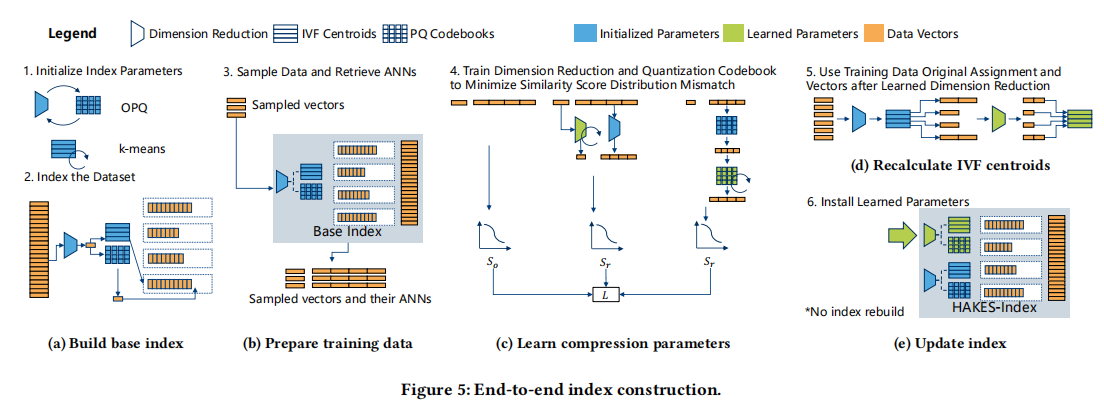 Legend
Dimension Reduction
IVF Centroids
PQ Codebooks
Initialized Parameters
Learned Parameters
Data Vectors
1. Initialize Index Parameters
OPQ
k-means
2. Index the Dataset
(a) Build base index
3. Sample Data and Retrieve ANNs
Sampled vectors
Base Index
Sampled vectors and their ANNs
(b) Prepare training data
4. Train Dimension Reduction and Quantization Codebook
to Minimize Similarity Score Distribution Mismatch
S_o
S_r
S_r
L
(c) Learn compression parameters
5. Use Training Data Original Assignment and
Vectors after Learned Dimension Reduction
(d) Recalculate IVF centroids
6. Install Learned Parameters
HAKES-Index
*No index rebuild
(e) Update index
Figure 5: End-to-end index construction.